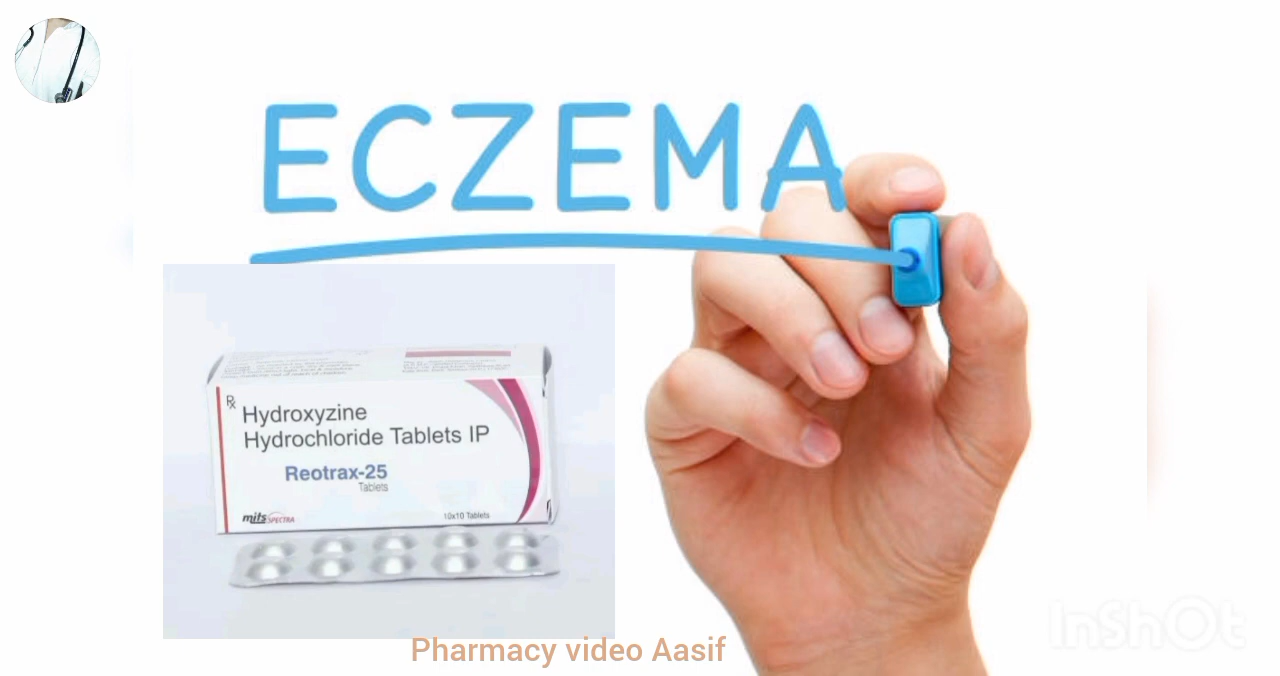 ECZEMA
Rx
Hydroxyzine
Hydrochloride Tablets IP
Reotrax-25
Tablets
mits SPECTRA
10x10 Tablets
Pharmacy video Aasif
InShOt